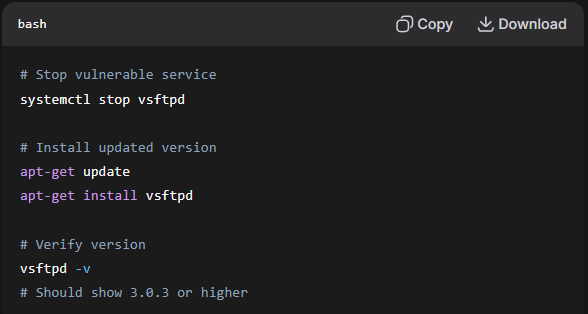 bash Copy Download
# Stop vulnerable service
systemctl stop vsftpd
# Install updated version
apt-get update
apt-get install vsftpd
# Verify version
vsftpd -v
# Should show 3.0.3 or higher